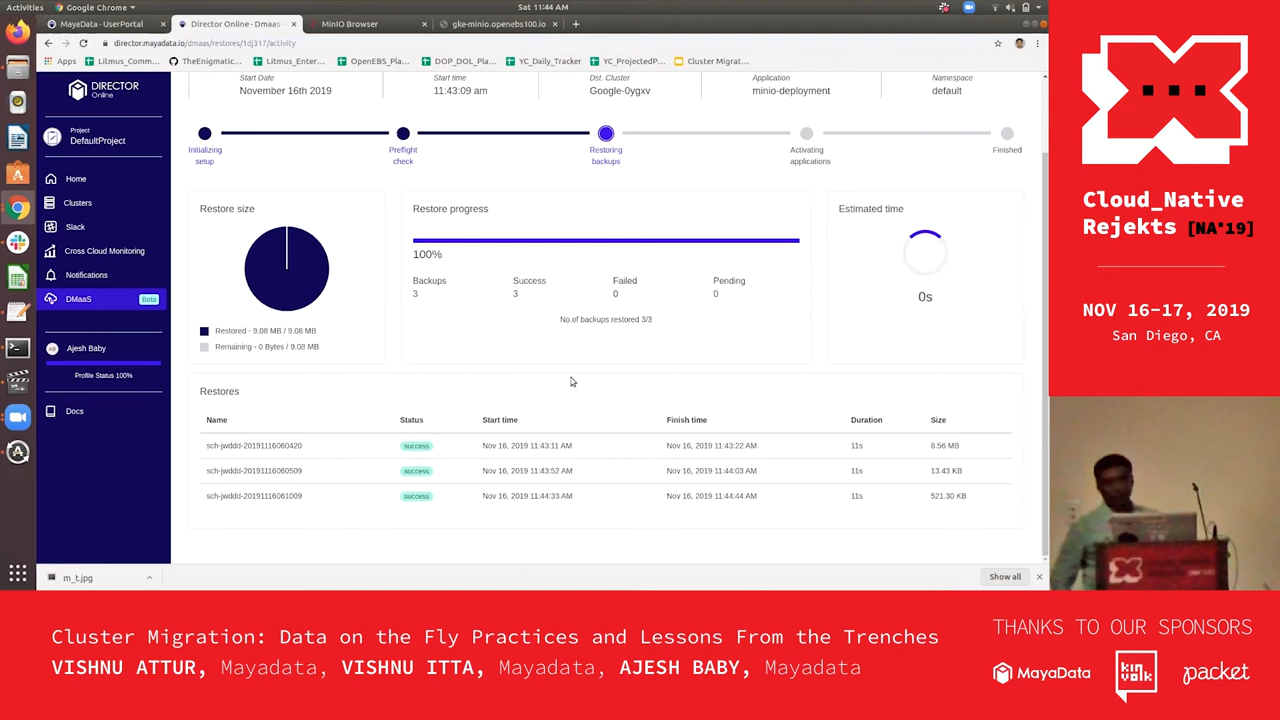 Activities
Google Chrome
Sat 11:44 AM
MayaData - UserPortal
Director Online - Dmaas
MinIO Browser
gke-minio.openebs100.io
director.mayadata.io/dmaas/restores/1dj317/activity
Apps
Litmus_Comm...
TheEnigmatic...
Litmus_Enter...
OpenEBS_Pla...
DOP_DOL_Pla...
YC_Daily_Tracker
YC_ProjectedP...
Cluster Migrat...
DIRECTOR
Online
Project
DefaultProject
Home
Clusters
Slack
Cross Cloud Monitoring
Notifications
DMaaS
Beta
AB
Ajesh Baby
Profile Status 100%
Docs
Start Date
November 16th 2019
Start time
11:43:09 am
Dst. Cluster
Google-0ygxv
Application
minio-deployment
Namespace
default
Initializing
setup
Preflight
check
Restoring
backups
Activating
applications
Finished
Restore size
Restored - 9.08 MB / 9.08 MB
Remaining - 0 Bytes / 9.08 MB
Restore progress
100%
Backups
3
Success
3
Failed
0
Pending
0
No.of backups restored 3/3
Estimated time
0s
Restores
Name Status Start time Finish time Duration Size
sch-jwddd-20191116060420 success Nov 16, 2019 11:43:11 AM Nov 16, 2019 11:43:22 AM 11s 8.56 MB
sch-jwddd-20191116060509 success Nov 16, 2019 11:43:52 AM Nov 16, 2019 11:44:03 AM 11s 13.43 KB
sch-jwddd-20191116061009 success Nov 16, 2019 11:44:33 AM Nov 16, 2019 11:44:44 AM 11s 521.30 KB
m_t.jpg
Show all
Cloud_Native
Rejekts [NA'19]
NOV 16-17, 2019
San Diego, CA
Cluster Migration: Data on the Fly Practices and Lessons From the Trenches
VISHNU ATTUR, Mayadata, VISHNU ITTA, Mayadata, AJESH BABY, Mayadata
THANKS TO OUR SPONSORS
MayaData
kinvolk
packet